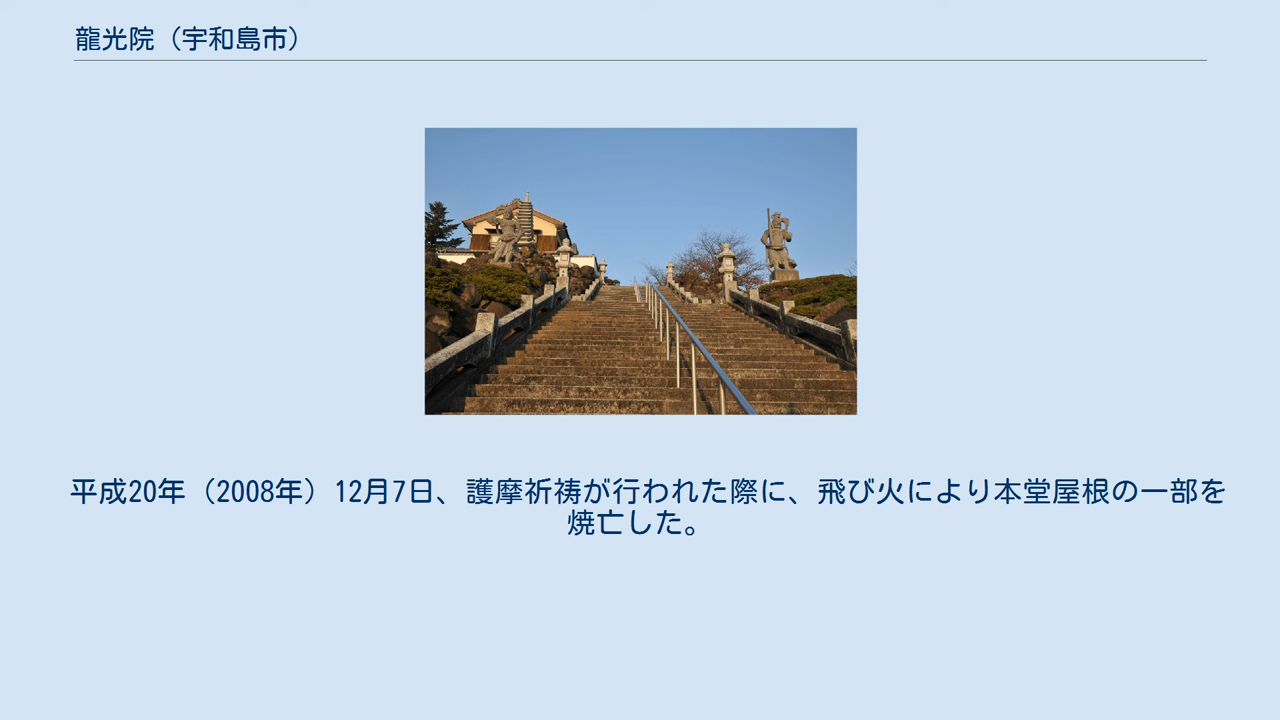 龍光院（宇和島市）
平成20年（2008年）12月7日、護摩祈祷が行われた際に、飛び火により本堂屋根の一部を
焼亡した。